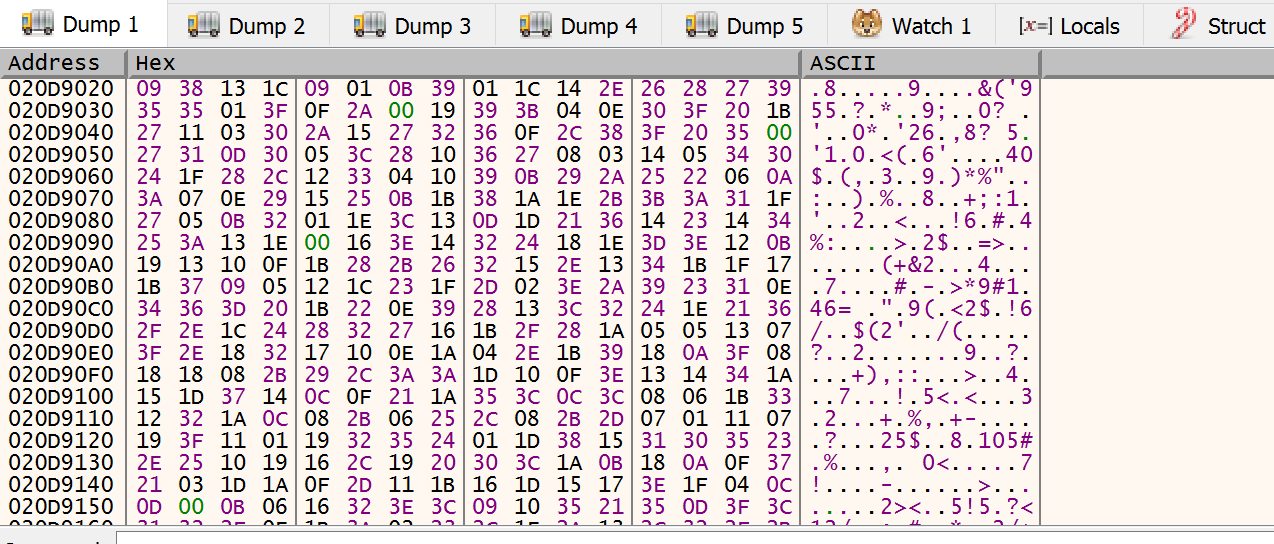 Dump 1 Dump 2 Dump 3 Dump 4 Dump 5 Watch 1 [x=] Locals Struct
Address Hex ASCII
020D9020 09 38 13 1C 09 01 0B 39 01 1C 14 2E 26 28 27 39 .8.....9....&('9
020D9030 35 35 01 3F 0F 2A 00 19 39 3B 04 0E 30 3F 20 1B 55.?.*..9;..0? .
020D9040 27 11 03 30 2A 15 27 32 36 0F 2C 38 3F 20 35 00 '..0*.'26.,8? 5.
020D9050 27 31 0D 30 05 3C 28 10 36 27 08 03 14 05 34 30 '1.0.<(.6'....40
020D9060 24 1F 28 2C 12 33 04 10 39 0B 29 2A 25 22 06 0A $.(,.3..9.)*%"..
020D9070 3A 07 0E 29 15 25 0B 1B 38 1A 1E 2B 3B 3A 31 1F :..).%..8..+;:1.
020D9080 27 05 0B 32 01 1E 3C 13 0D 1D 21 36 14 23 14 34 '..2..<...!6.#.4
020D9090 25 3A 13 1E 00 16 3E 14 32 24 18 1E 3D 3E 12 0B %:....>.2$..=>..
020D90A0 19 13 10 0F 1B 28 2B 26 32 15 2E 13 34 1B 1F 17 .....(+&2...4...
020D90B0 1B 37 09 05 12 1C 23 1F 2D 02 3E 2A 39 23 31 0E .7....#.-.>*9#1.
020D90C0 34 36 3D 20 1B 22 0E 39 28 13 3C 32 24 1E 21 36 46= .".9(.<2$.!6
020D90D0 2F 2E 1C 24 28 32 27 16 1B 2F 28 1A 05 05 13 07 /..$(2'../(.....
020D90E0 3F 2E 18 32 17 10 0E 1A 04 2E 1B 39 18 0A 3F 08 ?..2.......9..?.
020D90F0 18 18 08 2B 29 2C 3A 3A 1D 10 0F 3E 13 14 34 1A ...+),::...>..4.
020D9100 15 1D 37 14 0C 0F 21 1A 35 3C 0C 3C 08 06 1B 33 ..7...!.5<.<...3
020D9110 12 32 1A 0C 08 2B 06 25 2C 08 2B 2D 07 01 11 07 .2...+.%,.+-....
020D9120 19 3F 11 01 19 32 35 24 01 1D 38 15 31 30 35 23 .?...25$..8.105#
020D9130 2E 25 10 19 16 2C 19 20 30 3C 1A 0B 18 0A 0F 37 .%...,. 0<.....7
020D9140 21 03 1D 1A 0F 2D 11 1B 16 1D 15 17 3E 1F 04 0C !....-......>...
020D9150 0D 00 0B 06 16 32 3E 3C 09 10 35 21 35 0D 3F 3C .....2><..5!5.?<